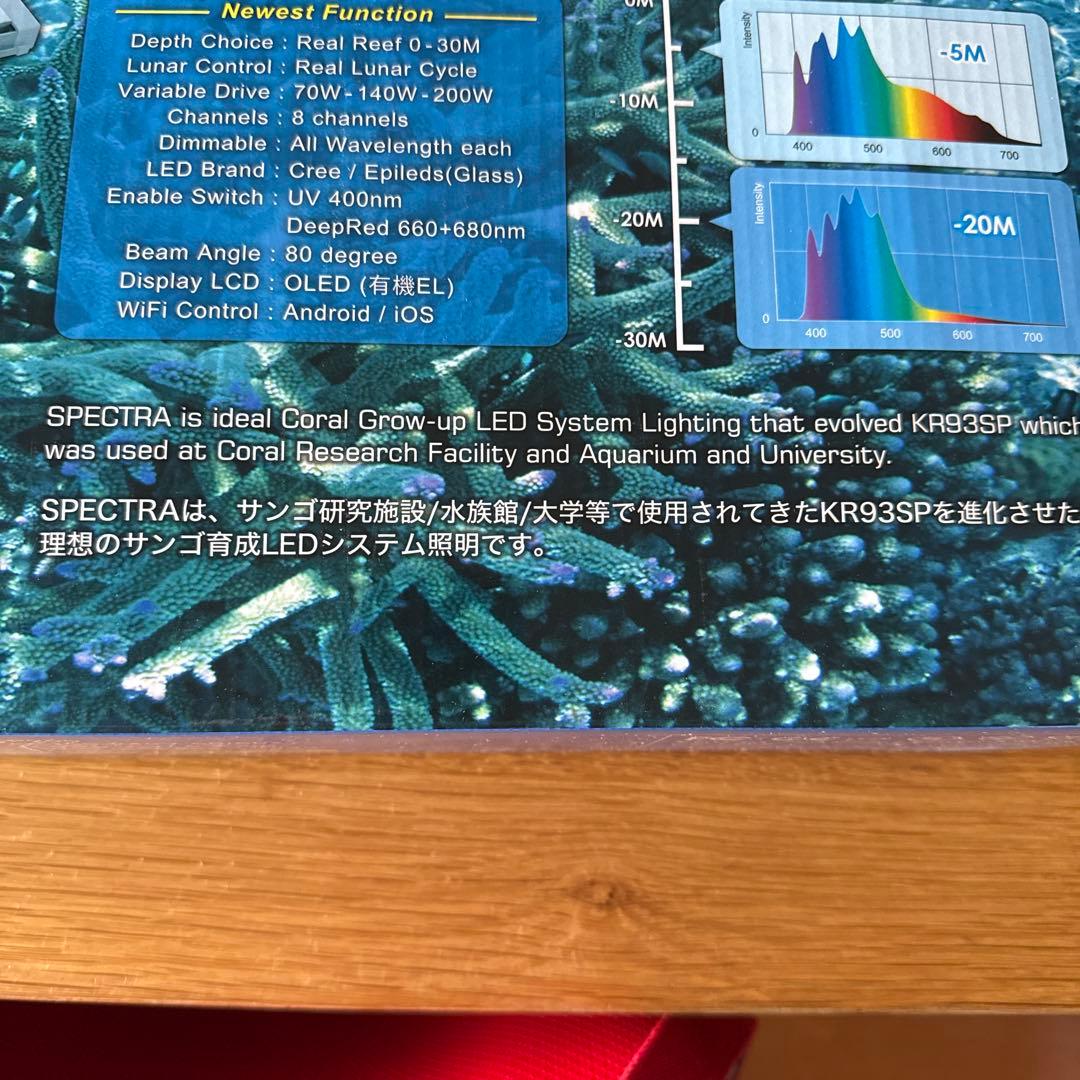 Newest Function
Depth Choice : Real Reef 0-30M
Lunar Control : Real Lunar Cycle
Variable Drive : 70W-140W-200W
Channels : 8 channels
Dimmable : All Wavelength each
LED Brand : Cree / Epileds(Glass)
Enable Switch : UV 400nm
DeepRed 660+680nm
Beam Angle : 80 degree
Display LCD : OLED (有機EL)
WiFi Control : Android / iOS
0M
-10M
-20M
-30M
Intensity
-5M
0
400 500 600 700
Intensity
-20M
0
400 500 600 700
SPECTRA is ideal Coral Grow-up LED System Lighting that evolved KR93SP which
was used at Coral Research Facility and Aquarium and University.
SPECTRAは、サンゴ研究施設/水族館/大学等で使用されてきたKR93SPを進化させた
理想のサンゴ育成LEDシステム照明です。